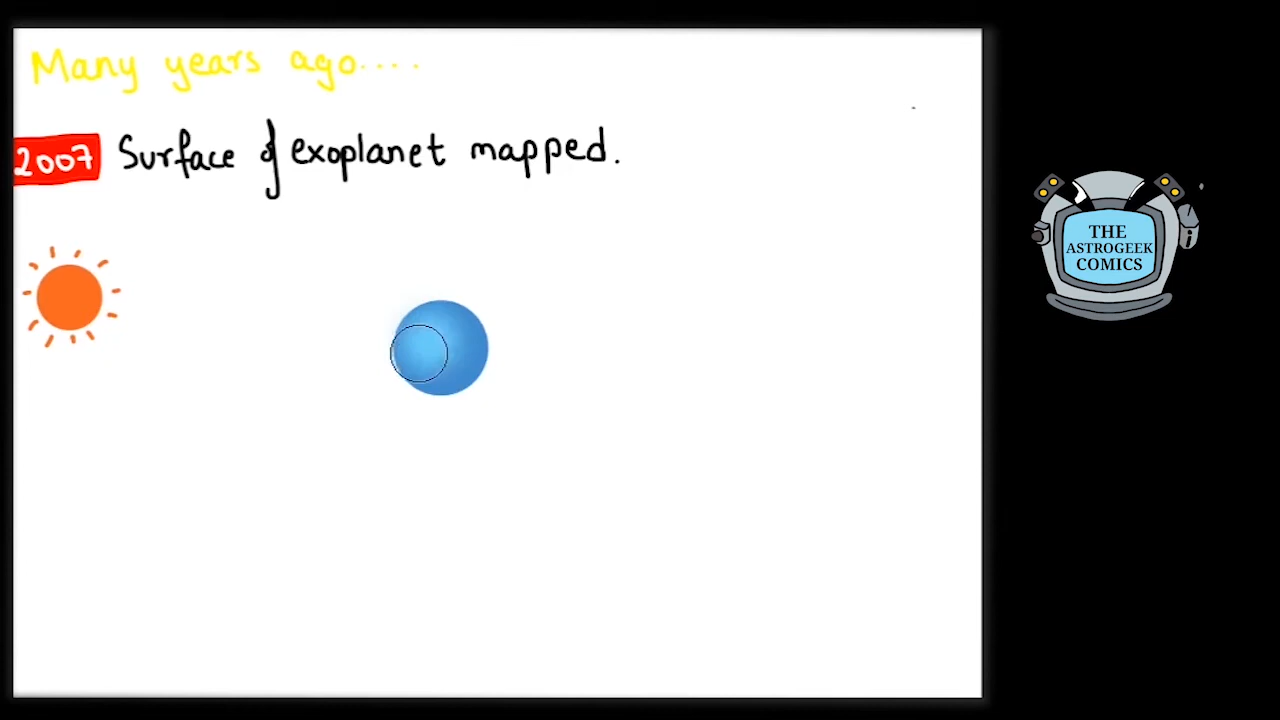 Many years ago....
2007 Surface of exoplanet mapped.
THE
ASTROGEEK
COMICS